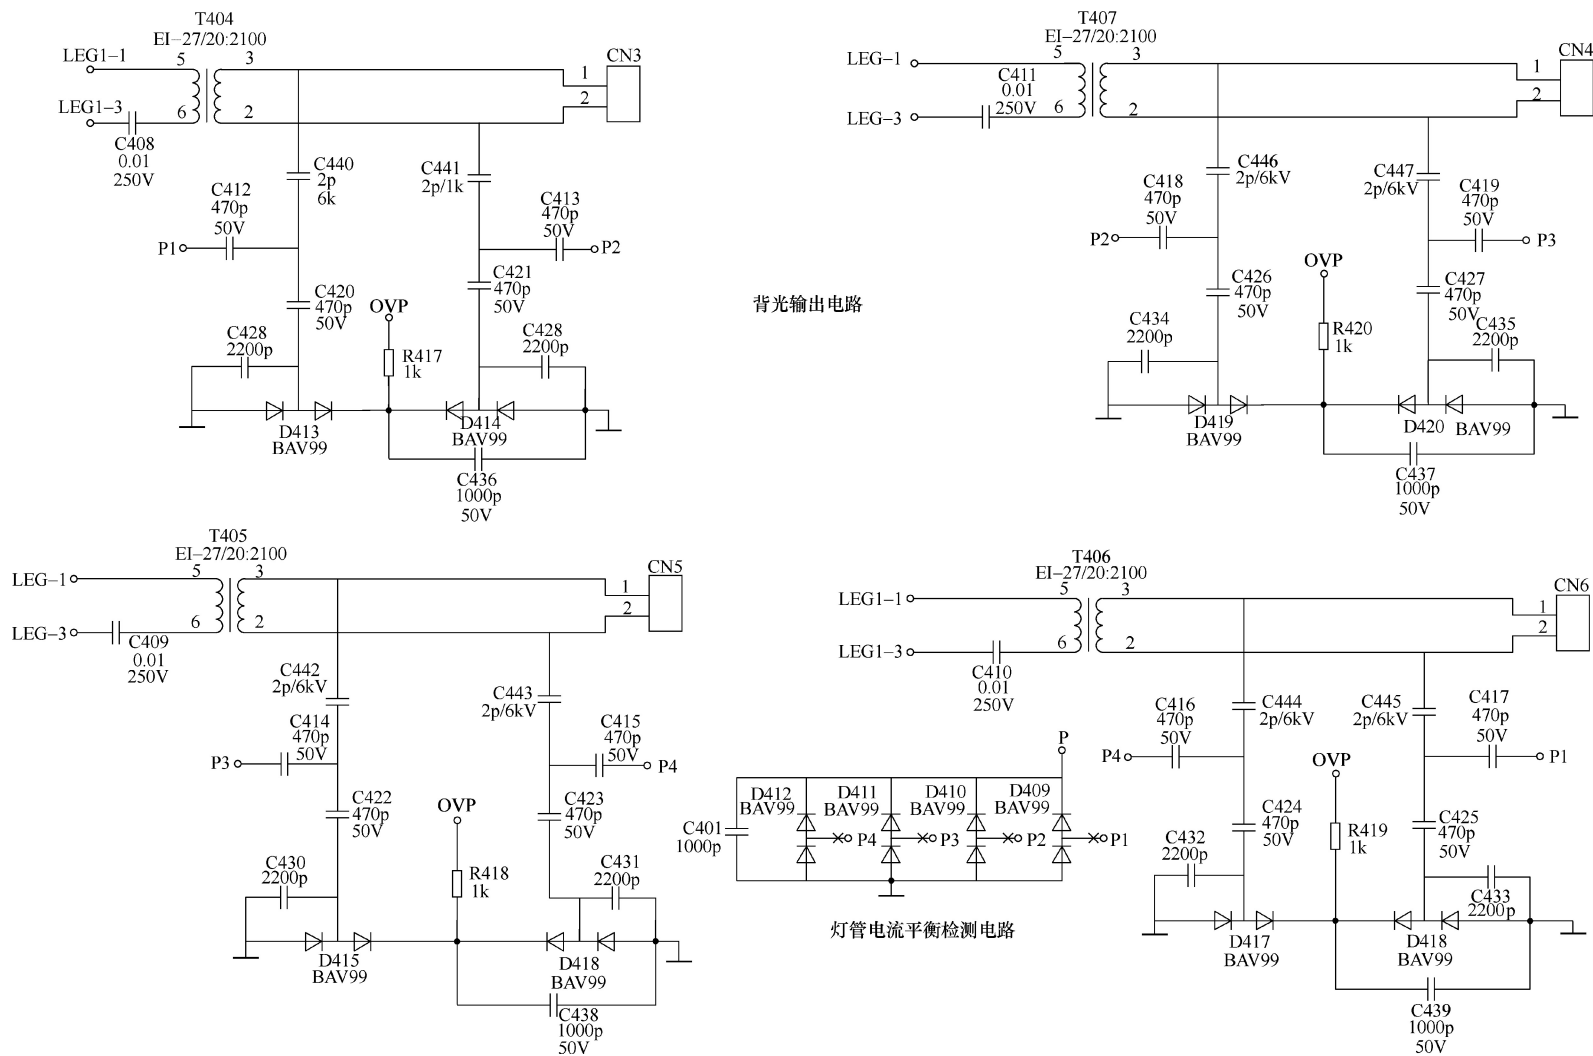 T404
EI-27/20:2100
LEG1-1
5
3
CN3
1
2
LEG1-3
6
2
C408
0.01
250V
C440
2p
6k
C441
2p/1k
C412
470p
50V
P1
C413
470p
50V
P2
C420
470p
50V
C421
470p
50V
OVP
C428
2200p
R417
1k
C428
2200p
D413
BAV99
D414
BAV99
C436
1000p
50V
T407
EI-27/20:2100
LEG-1
5
3
CN4
1
2
C411
0.01
250V
LEG-3
6
2
C446
2p/6kV
C447
2p/6kV
C418
470p
50V
P2
C419
470p
50V
P3
OVP
C426
470p
50V
C427
470p
50V
C434
2200p
R420
1k
C435
2200p
D419
BAV99
D420
BAV99
C437
1000p
50V
背光输出电路
T405
EI-27/20:2100
LEG-1
5
3
CN5
1
2
LEG-3
6
2
C409
0.01
250V
C442
2p/6kV
C443
2p/6kV
C414
470p
50V
P3
C415
470p
50V
P4
C422
470p
50V
OVP
C423
470p
50V
C430
2200p
R418
1k
C431
2200p
D415
BAV99
D418
BAV99
C438
1000p
50V
T406
EI-27/20:2100
LEG1-1
5
3
CN6
1
2
LEG1-3
6
2
C410
0.01
250V
C416
470p
50V
P4
C444
2p/6kV
C445
2p/6kV
C417
470p
50V
P1
OVP
C424
470p
50V
C425
470p
50V
C432
2200p
R419
1k
C433
2200p
D417
BAV99
D418
BAV99
C439
1000p
50V
P
D412
BAV99
D411
BAV99
D410
BAV99
D409
BAV99
C401
1000p
P4
P3
P2
P1
灯管电流平衡检测电路